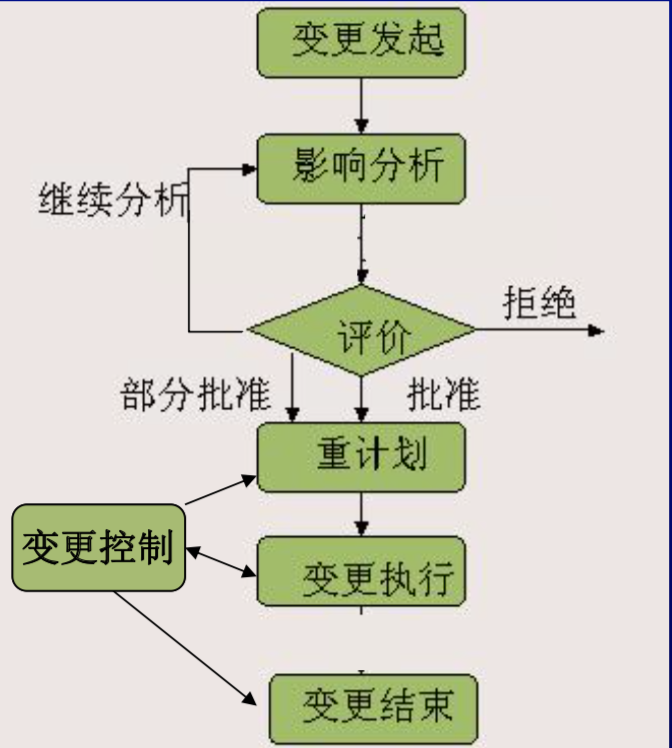 变更发起
影响分析
继续分析
拒绝
评价
部分批准
批准
重计划
变更控制
变更执行
变更结束